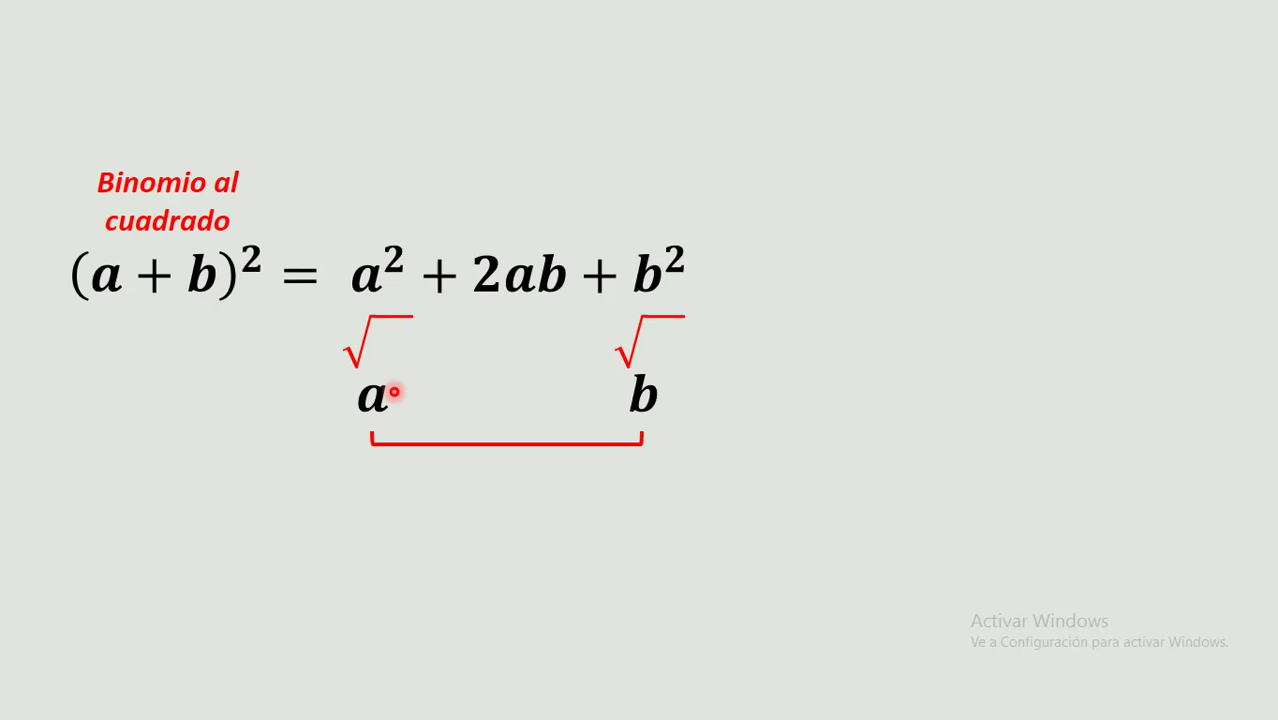 Binomio al
cuadrado
(a + b)² = a² + 2ab + b²
√ √
a b
Activar Windows
Ve a Configuración para activar Windows.